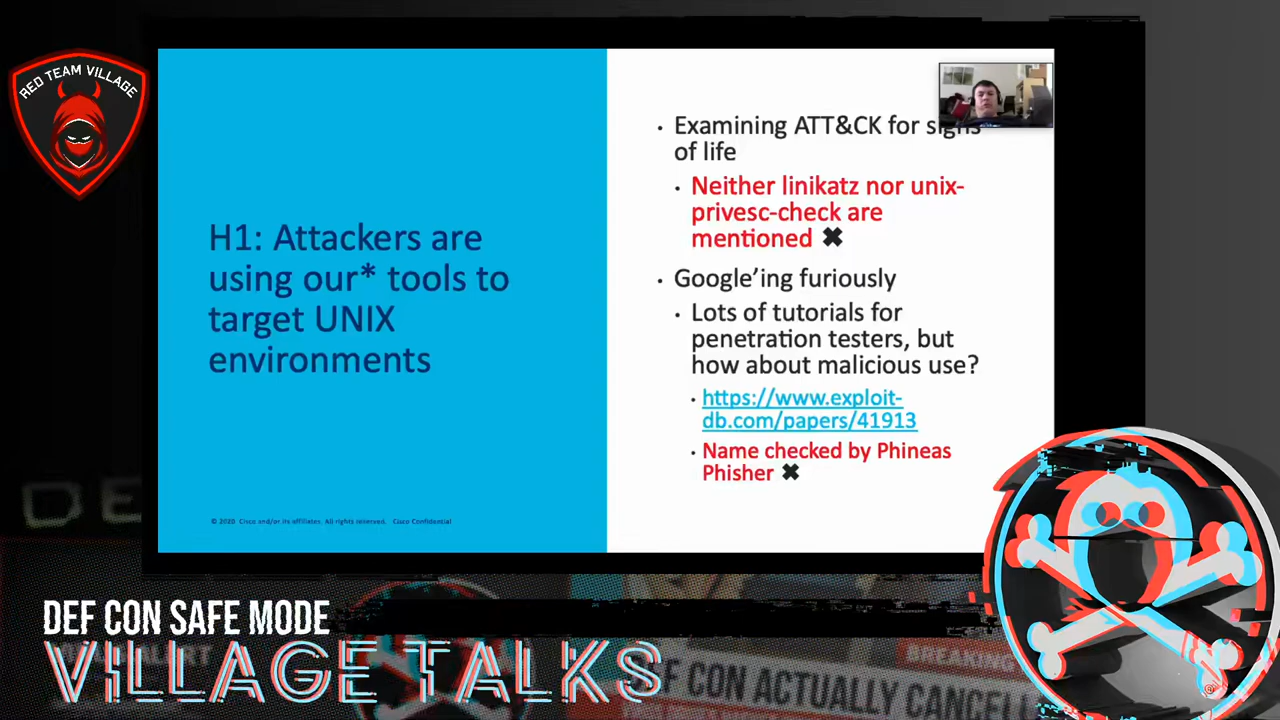 RED TEAM VILLAGE
H1: Attackers are
using our* tools to
target UNIX
environments
© 2020 Cisco and/or its affiliates. All rights reserved. Cisco Confidential
• Examining ATT&CK for signs
of life
• Neither linikatz nor unix-
privesc-check are
mentioned ✖
• Google’ing furiously
• Lots of tutorials for
penetration testers, but
how about malicious use?
• https://www.exploit-
db.com/papers/41913
• Name checked by Phineas
Phisher ✖
DEF CON SAFE MODE
VILLAGE TALKS
BREAKING
DEF CON ACTUALLY CANCELL